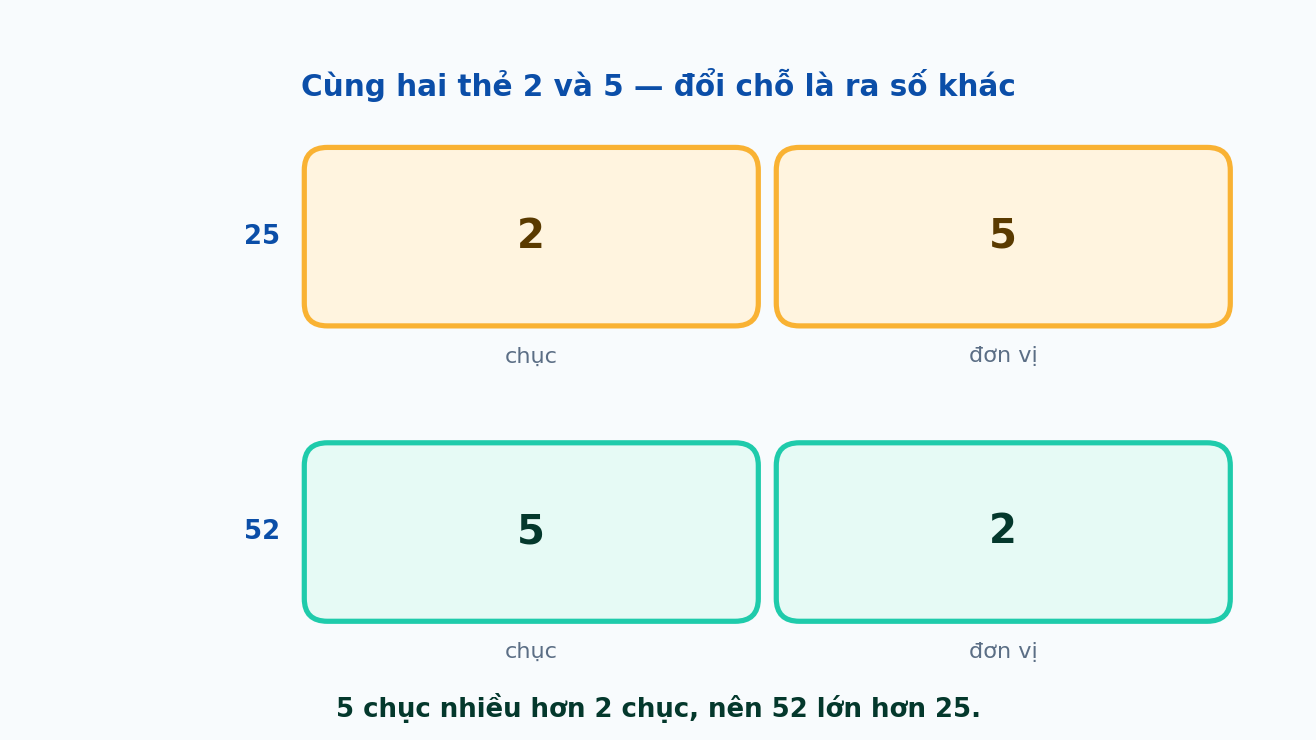 Cùng hai thẻ 2 và 5 — đổi chỗ là ra số khác
25
2
5
chục
đơn vị
52
5
2
chục
đơn vị
5 chục nhiều hơn 2 chục, nên 52 lớn hơn 25.